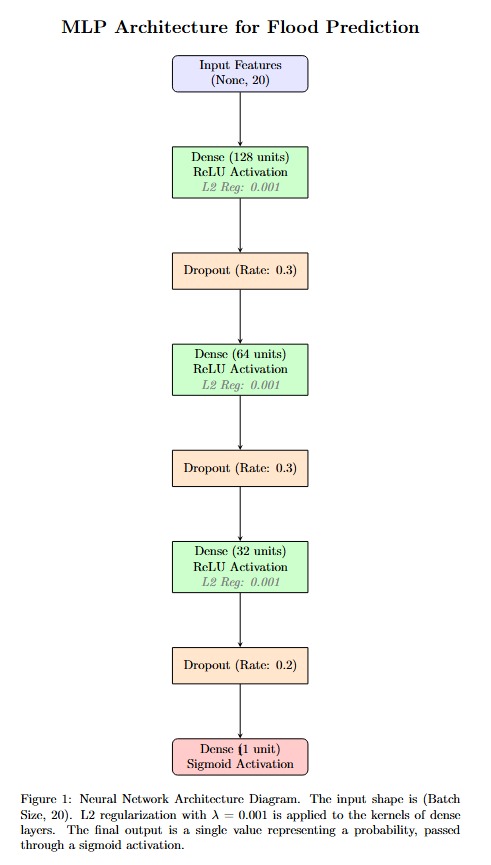 MLP Architecture for Flood Prediction
Input Features
(None, 20)
Dense (128 units)
ReLU Activation
L2 Reg: 0.001
Dropout (Rate: 0.3)
Dense (64 units)
ReLU Activation
L2 Reg: 0.001
Dropout (Rate: 0.3)
Dense (32 units)
ReLU Activation
L2 Reg: 0.001
Dropout (Rate: 0.2)
Dense (1 unit)
Sigmoid Activation
Figure 1: Neural Network Architecture Diagram. The input shape is (Batch
Size, 20). L2 regularization with λ = 0.001 is applied to the kernels of dense
layers. The final output is a single value representing a probability, passed
through a sigmoid activation.